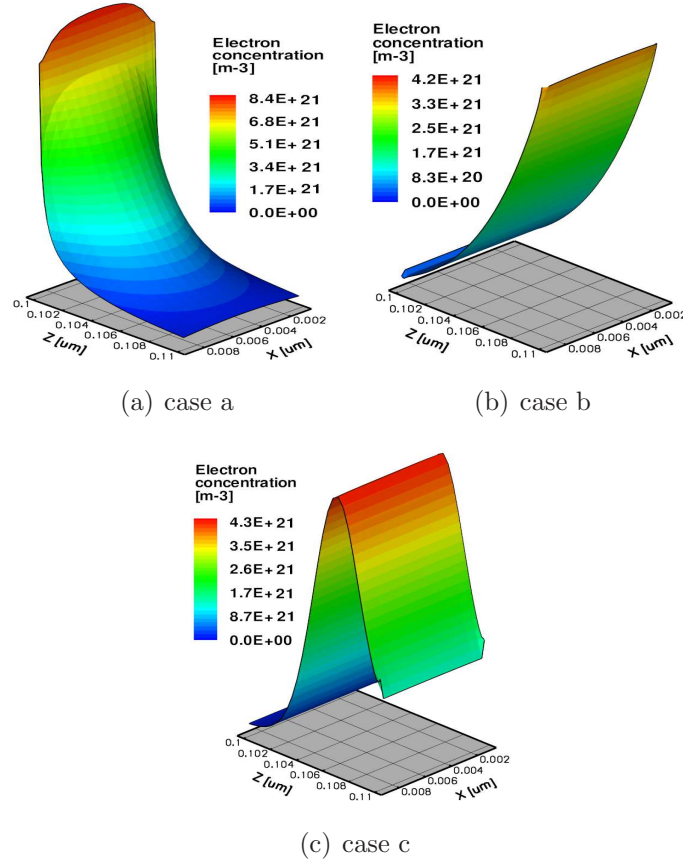 Electron
concentration
[m-3]
8.4E+21
6.8E+21
5.1E+21
3.4E+21
1.7E+21
0.0E+00
0.1
0.102
0.104
0.106
0.108
0.11
Z [um]
0.008
0.006
0.004
0.002
X [um]
(a) case a
Electron
concentration
[m-3]
4.2E+21
3.3E+21
2.5E+21
1.7E+21
8.3E+20
0.0E+00
0.1
0.102
0.104
0.106
0.108
0.11
Z [um]
0.008
0.006
0.004
0.002
X [um]
(b) case b
Electron
concentration
[m-3]
4.3E+21
3.5E+21
2.6E+21
1.7E+21
8.7E+21
0.0E+00
0.1
0.102
0.104
0.106
0.108
0.11
Z [um]
0.008
0.006
0.004
0.002
X [um]
(c) case c